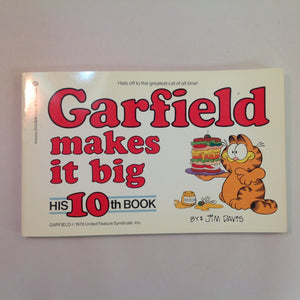 Hats off to the greatest cat of all time!
Garfield
makes
it big
HIS 10th BOOK
GARFIELD: © 1978 United Feature Syndicate, Inc.
BY: JIM DAVIS